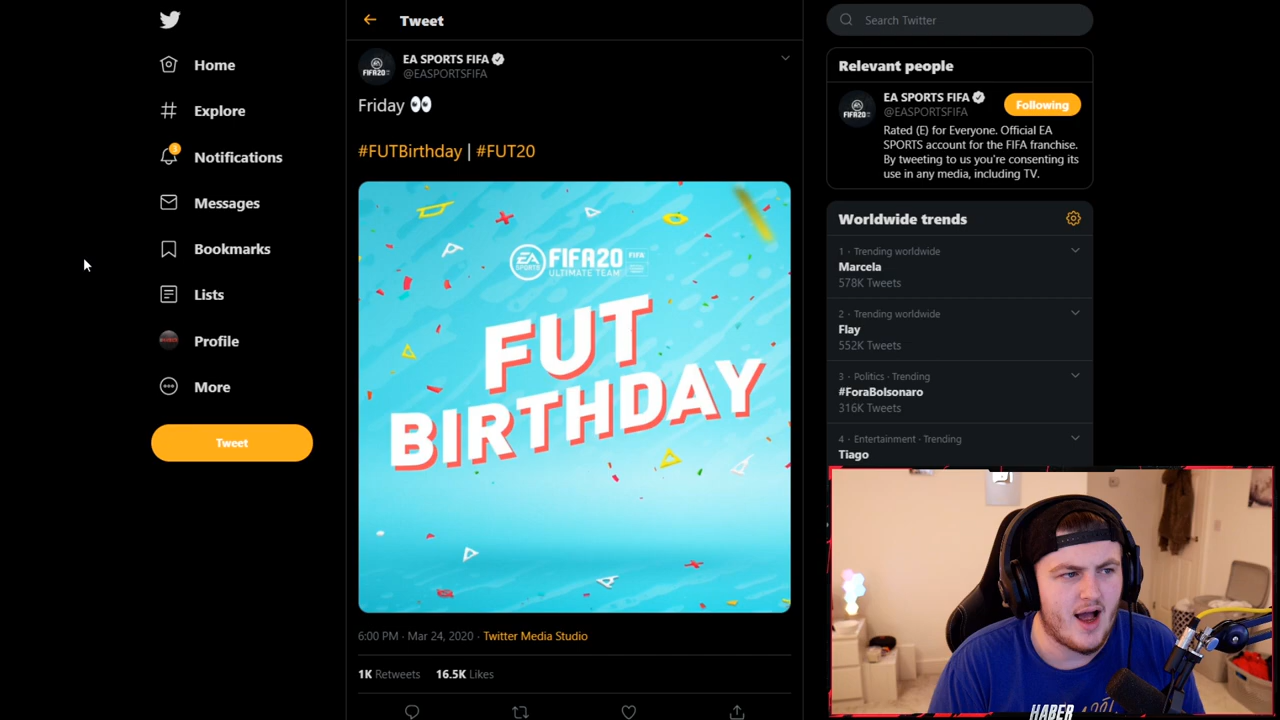 Home
Explore
3
Notifications
Messages
Bookmarks
Lists
Profile
More
Tweet
Tweet
EA SPORTS FIFA
@EASPORTSFIFA
Friday 👀
#FUTBirthday | #FUT20
EA SPORTS
FIFA20
ULTIMATE TEAM
FIFA
FUT
BIRTHDAY
6:00 PM · Mar 24, 2020 · Twitter Media Studio
1K Retweets 16.5K Likes
Search Twitter
Relevant people
EA SPORTS FIFA
@EASPORTSFIFA
Following
Rated (E) for Everyone. Official EA
SPORTS account for the FIFA franchise.
By tweeting to us you're consenting its
use in any media, including TV.
Worldwide trends
1 · Trending worldwide
Marcela
578K Tweets
2 · Trending worldwide
Flay
552K Tweets
3 · Politics · Trending
#ForaBolsonaro
316K Tweets
4 · Entertainment · Trending
Tiago
HABER